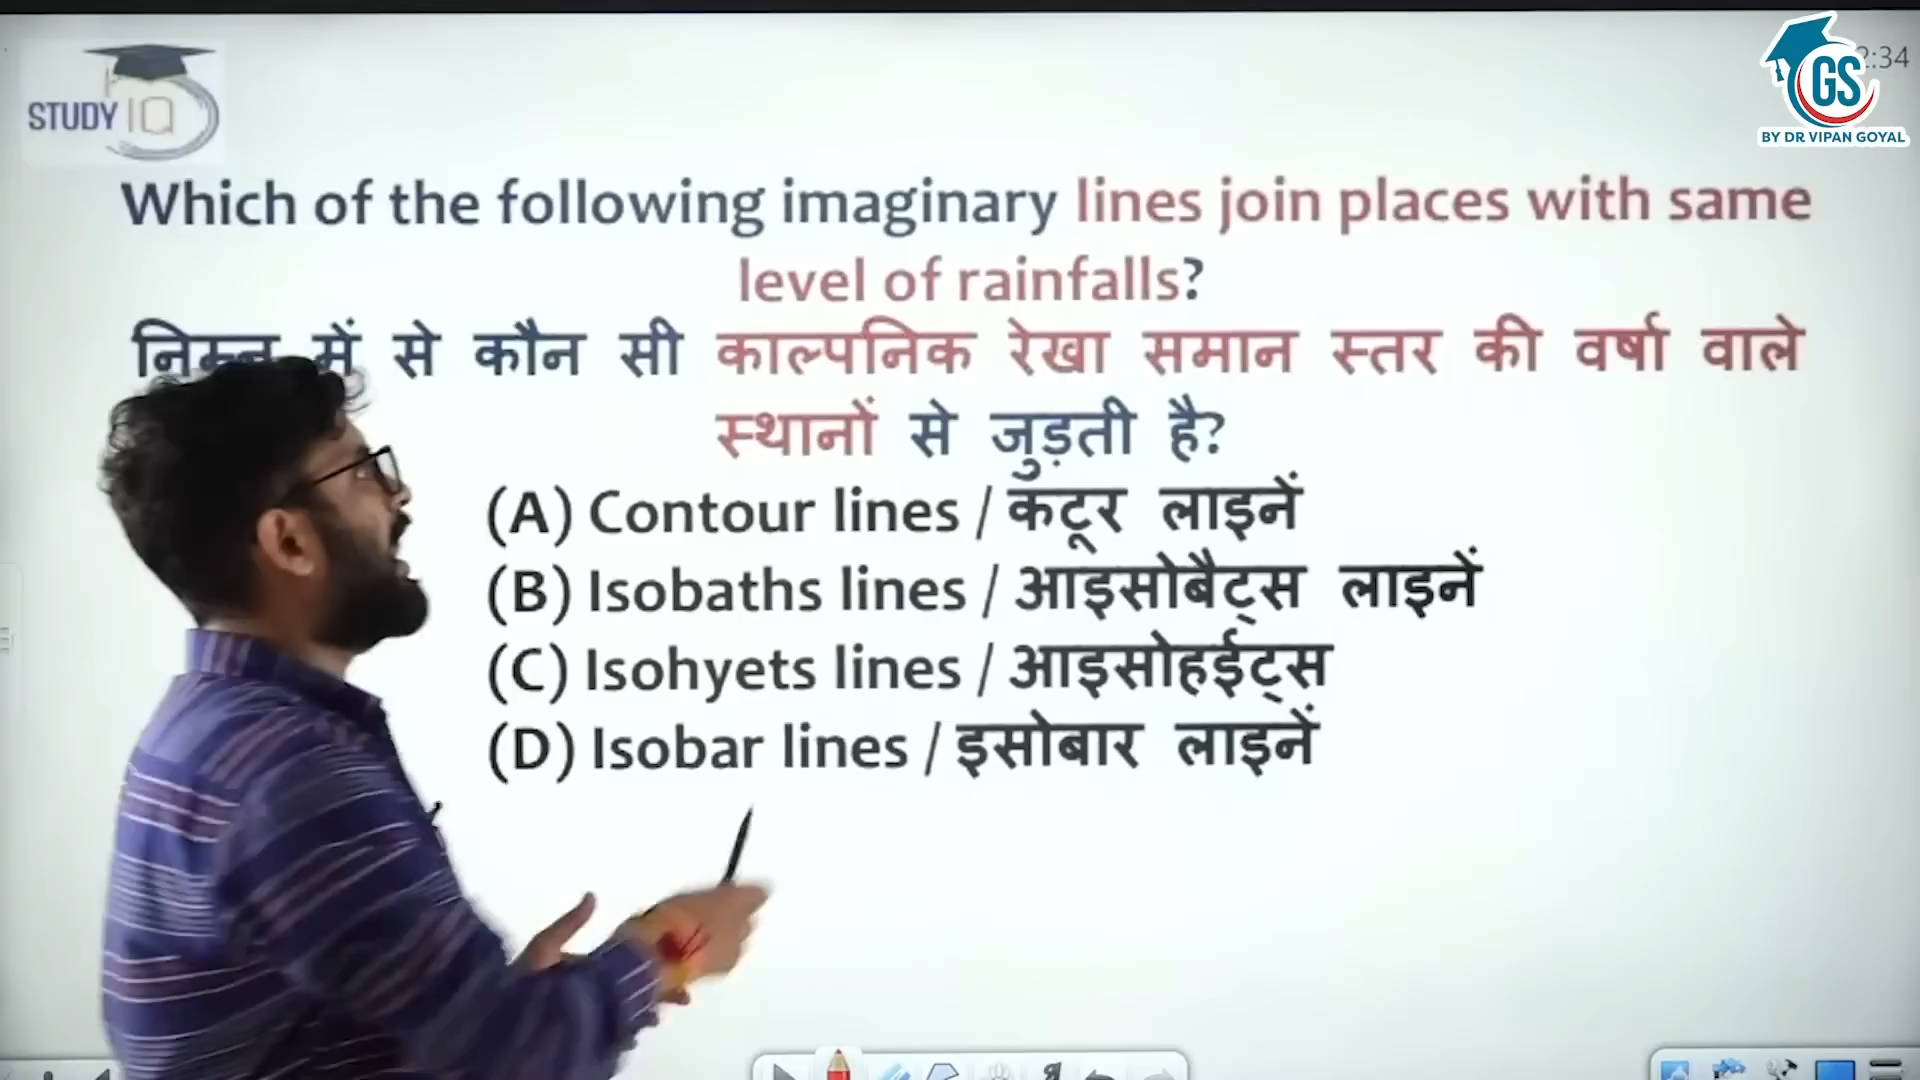 STUDY IQ
2:34
GS
BY DR VIPAN GOYAL
Which of the following imaginary lines join places with same
level of rainfalls?
निम्न में से कौन सी काल्पनिक रेखा समान स्तर की वर्षा वाले
स्थानों से जुड़ती है?
(A) Contour lines / कंटूर लाइनें
(B) Isobaths lines / आइसोबैट्स लाइनें
(C) Isohyets lines / आइसोहईट्स
(D) Isobar lines / इसोबार लाइनें